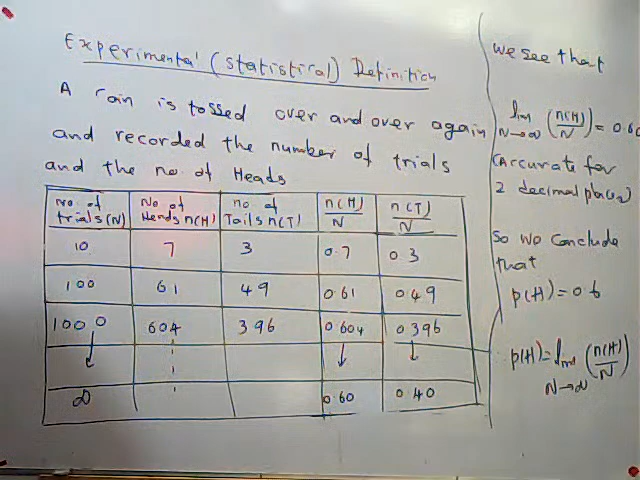 Experimental (Statistical) Definition
A coin is tossed over and over again
and recorded the number of trials
and the no. of Heads
No of trials (N) No of Heads n(H) no of Tails n(T) n(H)/N n(T)/N
10 7 3 0.7 0.3
100 61 49 0.61 0.49
1000 604 396 0.604 0.396
∞ 0.60 0.40
we see that
lim N→∞ (n(H)/N) = 0.60
(Accurate for
2 decimal places)
So we conclude
that
p(H) = 0.6
p(H) = lim N→∞ (n(H)/N)